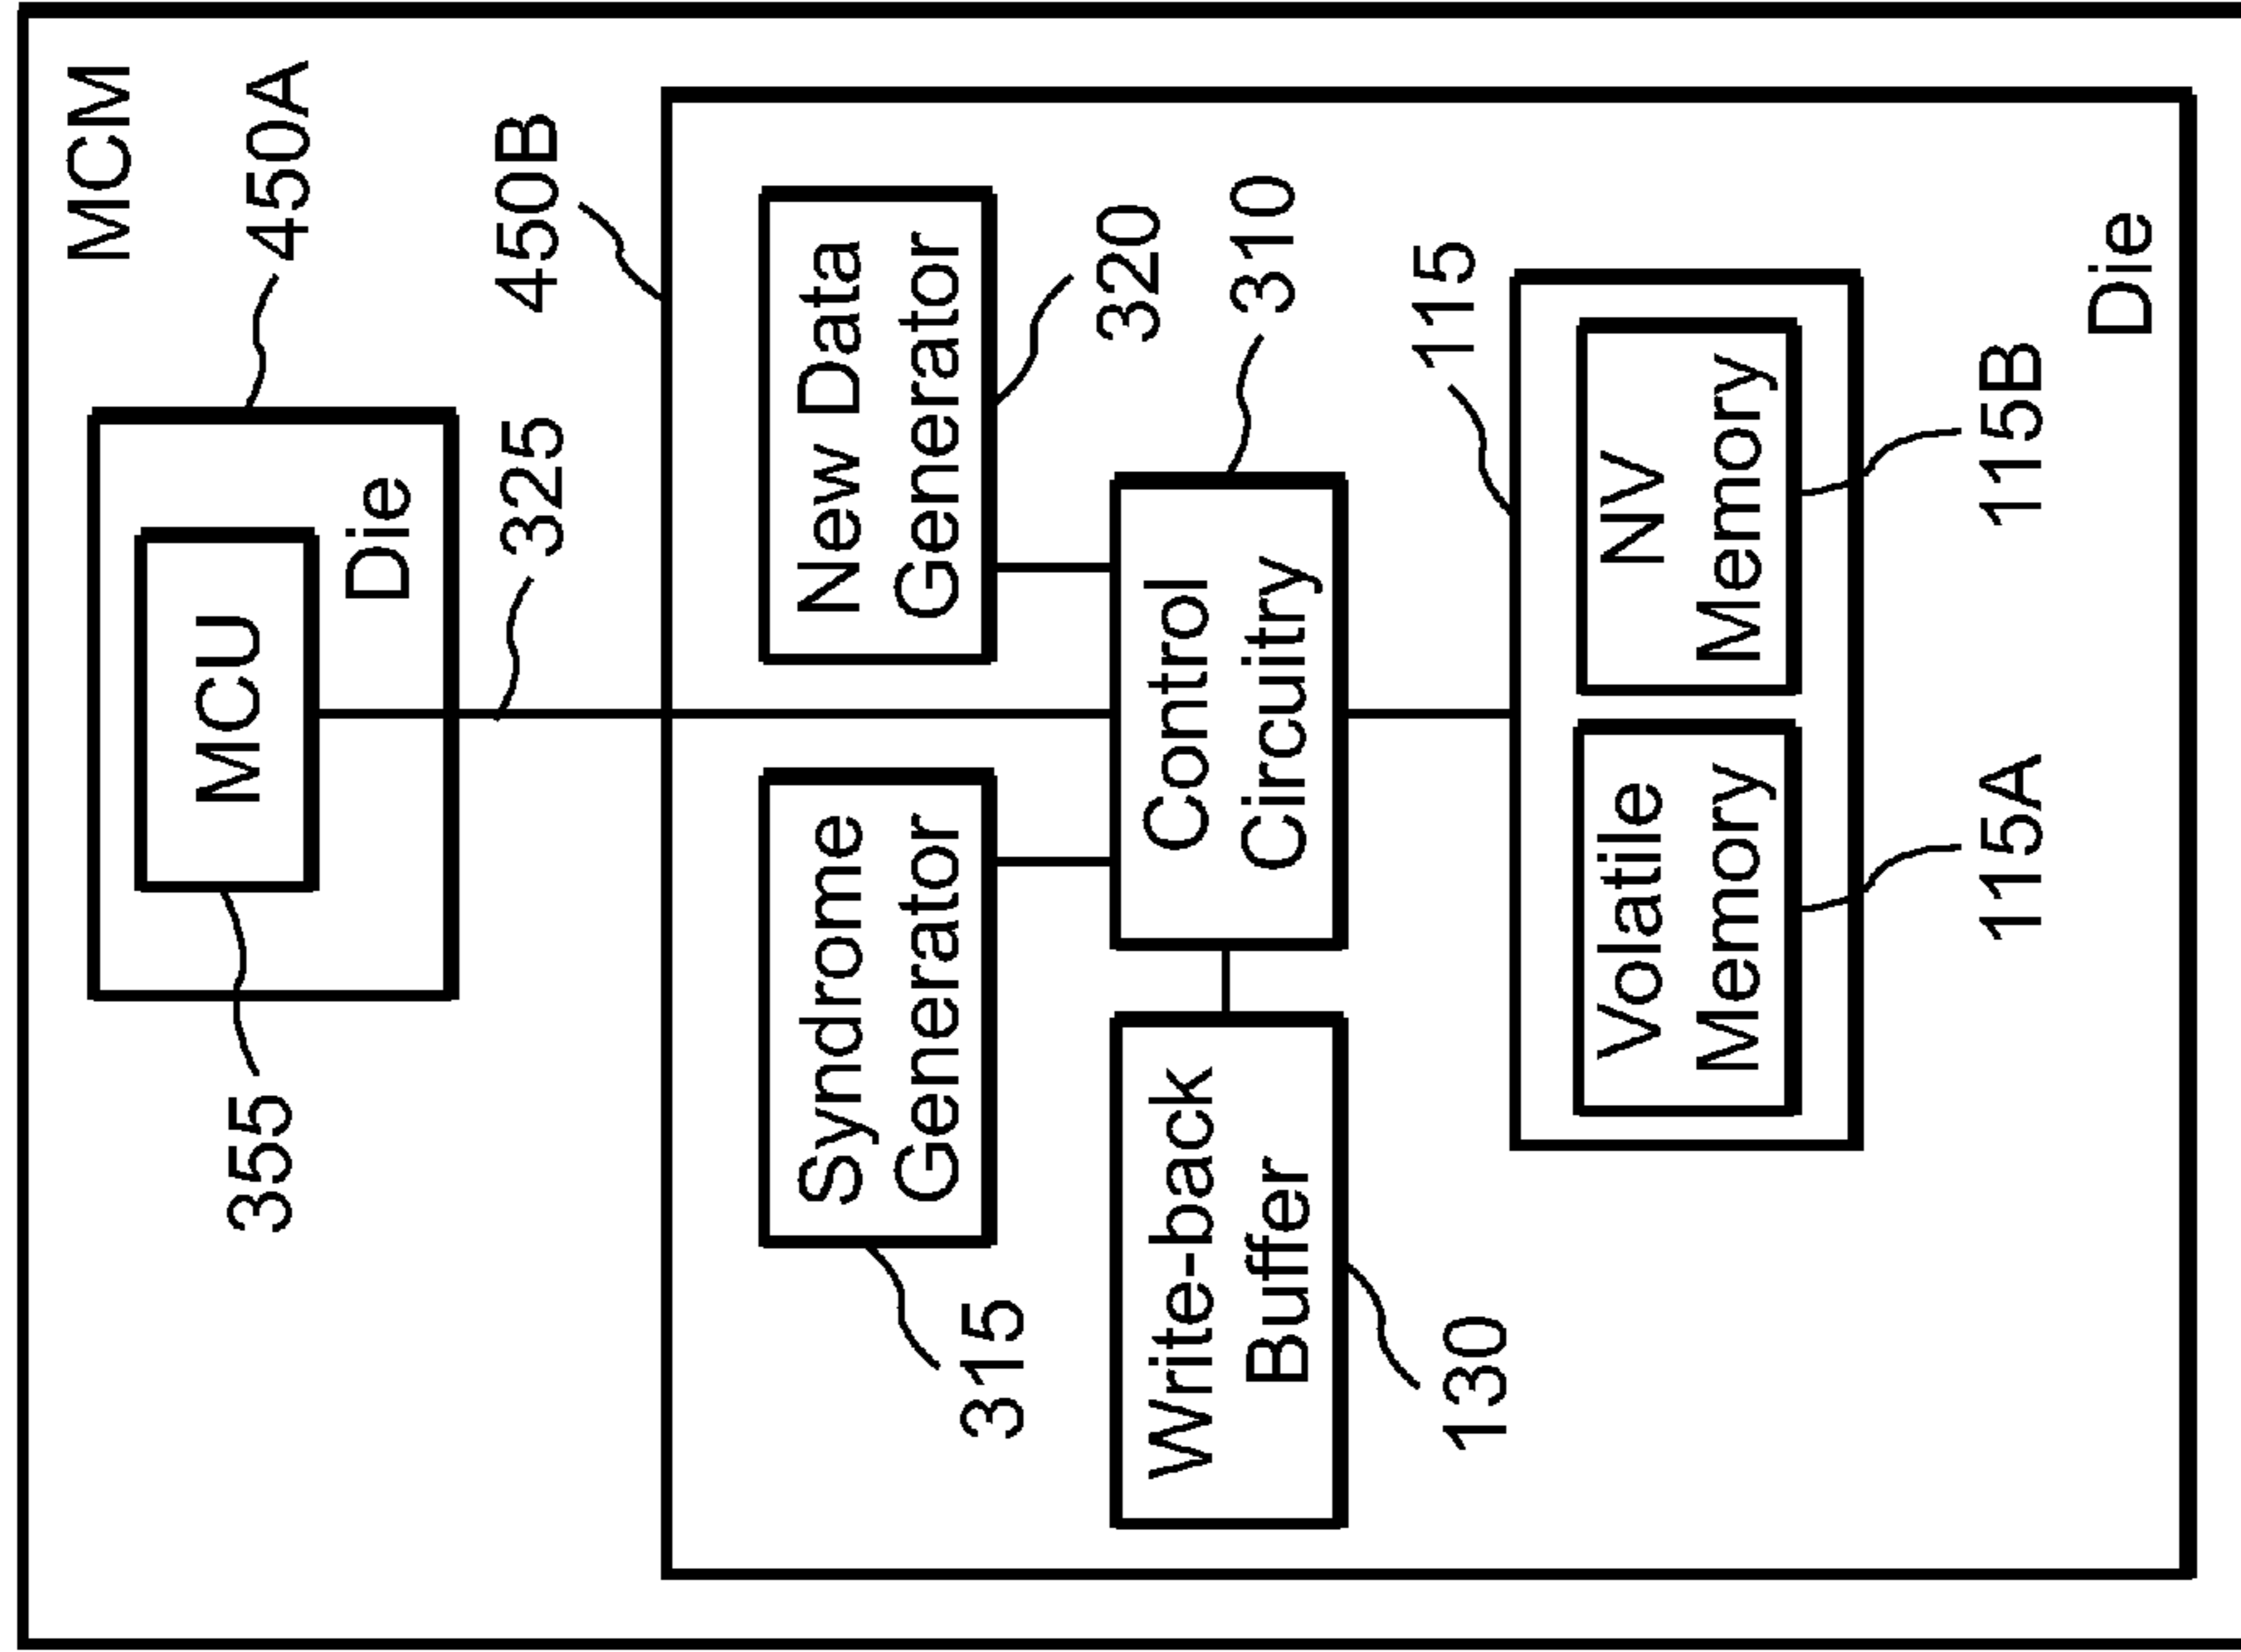 MCM
355
MCU
450A
Die
325
450B
Syndrome
Generator
315
New Data
Generator
320
Write-back
Buffer
130
Control
Circuitry
310
115
Volatile
Memory
115A
NV
Memory
115B
Die